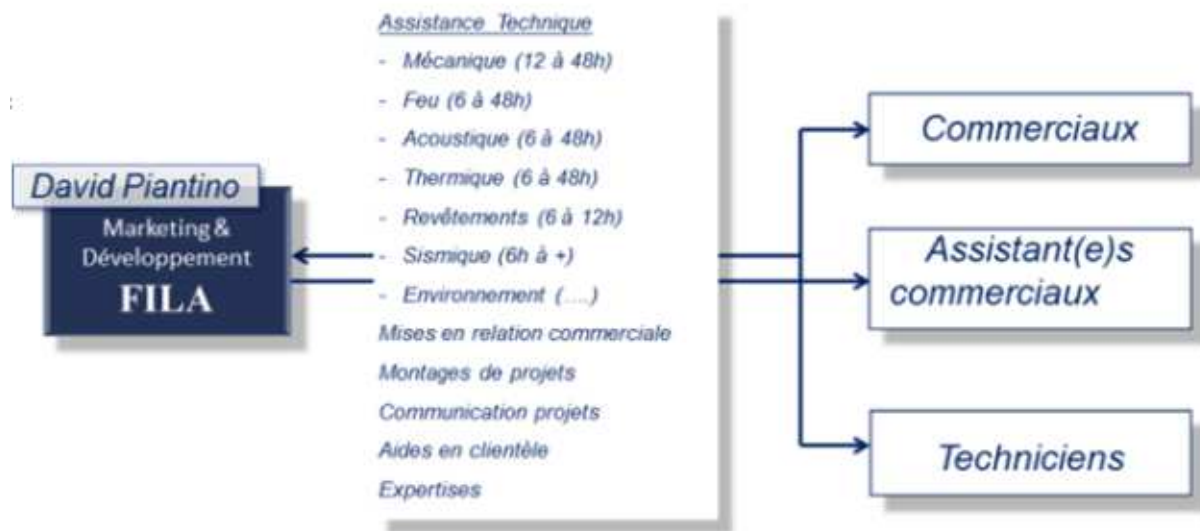 David Piantino
Marketing &
Développement
FILA
Assistance Technique
- Mécanique (12 à 48h)
- Feu (6 à 48h)
- Acoustique (6 à 48h)
- Thermique (6 à 48h)
- Revêtements (6 à 12h)
- Sismique (6h à +)
- Environnement (....)
Mises en relation commerciale
Montages de projets
Communication projets
Aides en clientèle
Expertises
Commerciaux
Assistant(e)s
commerciaux
Techniciens